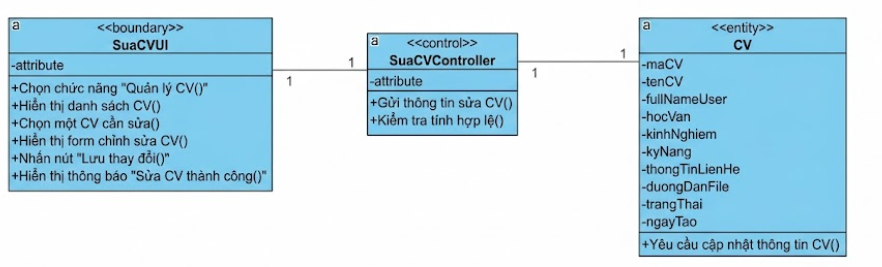 a
<<boundary>>
SuaCVUI
-attribute
+Chọn chức năng "Quản lý CV()"
+Hiển thị danh sách CV()
+Chọn một CV cần sửa()
+Hiển thị form chỉnh sửa CV()
+Nhấn nút "Lưu thay đổi()"
+Hiển thị thông báo "Sửa CV thành công()"
1
1
a
<<control>>
SuaCVController
-attribute
+Gửi thông tin sửa CV()
+Kiểm tra tính hợp lệ()
1
1
a
<<entity>>
CV
-maCV
-tenCV
-fullNameUser
-hocVan
-kinhNghiem
-kyNang
-thongTinLienHe
-duongDanFile
-trangThai
-ngayTao
+Yêu cầu cập nhật thông tin CV()